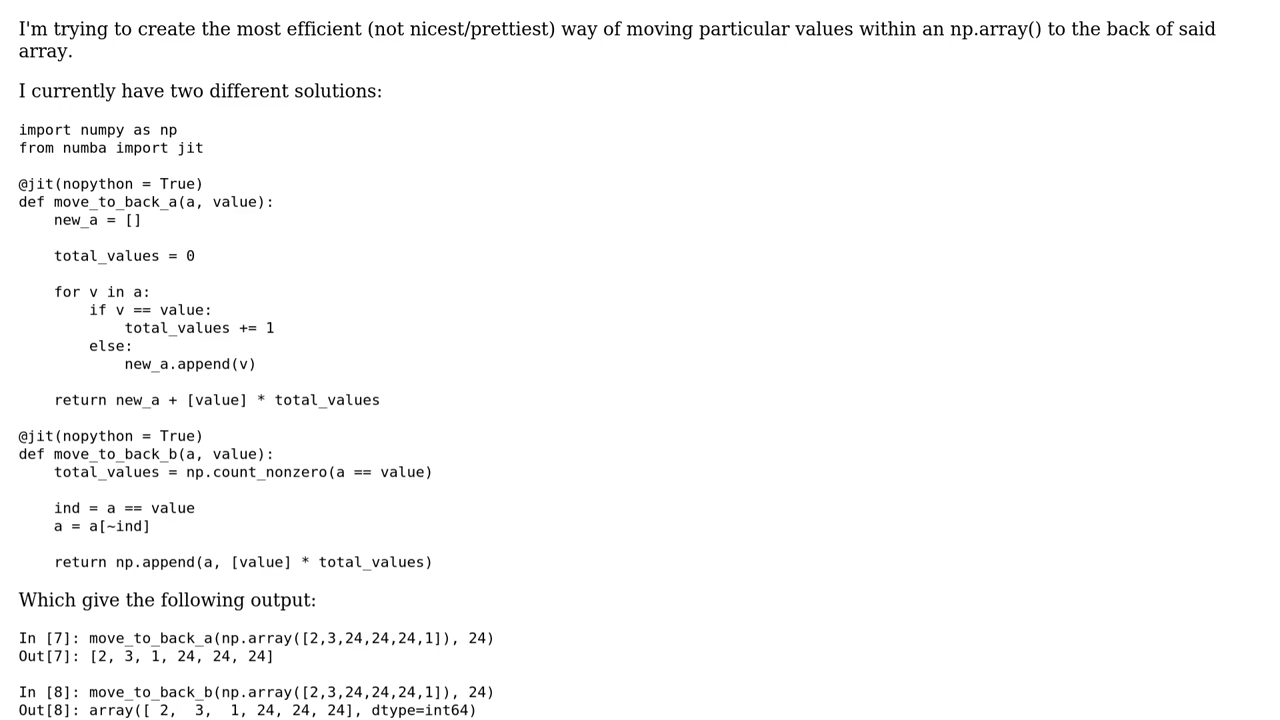 I'm trying to create the most efficient (not nicest/prettiest) way of moving particular values within an np.array() to the back of said
array.
I currently have two different solutions:
import numpy as np
from numba import jit
@jit(nopython = True)
def move_to_back_a(a, value):
    new_a = []
    total_values = 0
    for v in a:
        if v == value:
            total_values += 1
        else:
            new_a.append(v)
    return new_a + [value] * total_values
@jit(nopython = True)
def move_to_back_b(a, value):
    total_values = np.count_nonzero(a == value)
    ind = a == value
    a = a[~ind]
    return np.append(a, [value] * total_values)
Which give the following output:
In [7]: move_to_back_a(np.array([2,3,24,24,24,1]), 24)
Out[7]: [2, 3, 1, 24, 24, 24]
In [8]: move_to_back_b(np.array([2,3,24,24,24,1]), 24)
Out[8]: array([ 2,  3,  1, 24, 24, 24], dtype=int64)